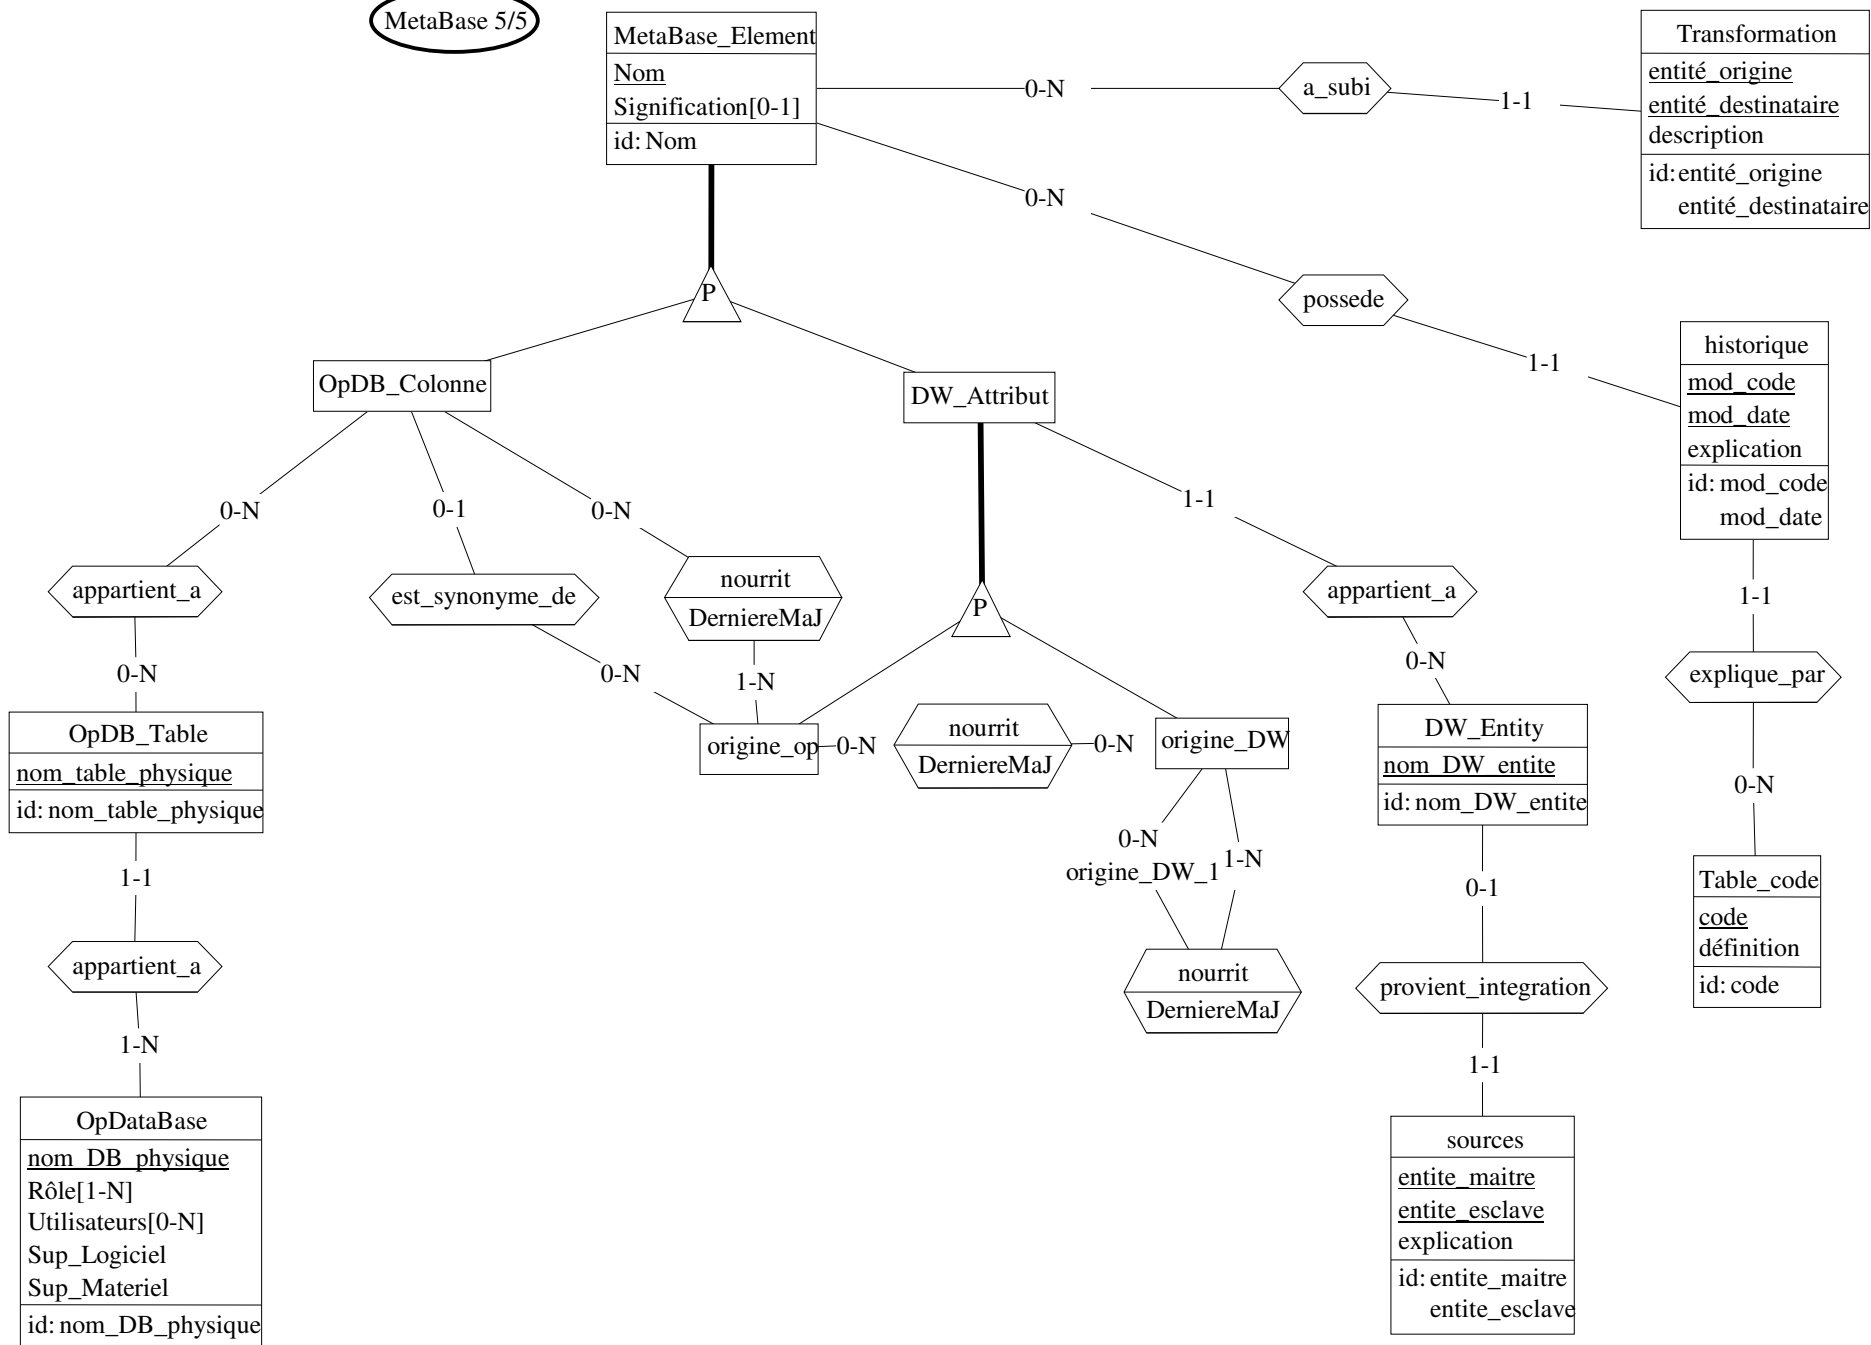 MetaBase 5/5
MetaBase_Element
Nom
Signification[0-1]
id: Nom
0-N
a_subi
1-1
Transformation
entité_origine
entité_destinataire
description
id: entité_origine
entité_destinataire
0-N
possede
1-1
historique
mod_code
mod_date
explication
id: mod_code
mod_date
P
OpDB_Colonne
DW_Attribut
0-N
0-1
0-N
1-1
appartient_a
est_synonyme_de
nourrit
DerniereMaJ
P
appartient_a
1-1
0-N
0-N
1-N
0-N
explique_par
OpDB_Table
nom_table_physique
id: nom_table_physique
origine_op
0-N
nourrit
DerniereMaJ
0-N
origine_DW
DW_Entity
nom_DW_entite
id: nom_DW_entite
0-N
1-1
0-N
origine_DW_1
1-N
0-1
Table_code
code
définition
id: code
appartient_a
nourrit
DerniereMaJ
provient_integration
1-N
1-1
OpDataBase
nom_DB_physique
Rôle[1-N]
Utilisateurs[0-N]
Sup_Logiciel
Sup_Materiel
id: nom_DB_physique
sources
entite_maitre
entite_esclave
explication
id: entite_maitre
entite_esclave